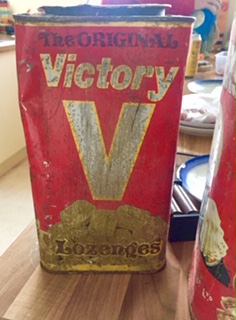 The ORIGINAL
Victory
V
Lozenges